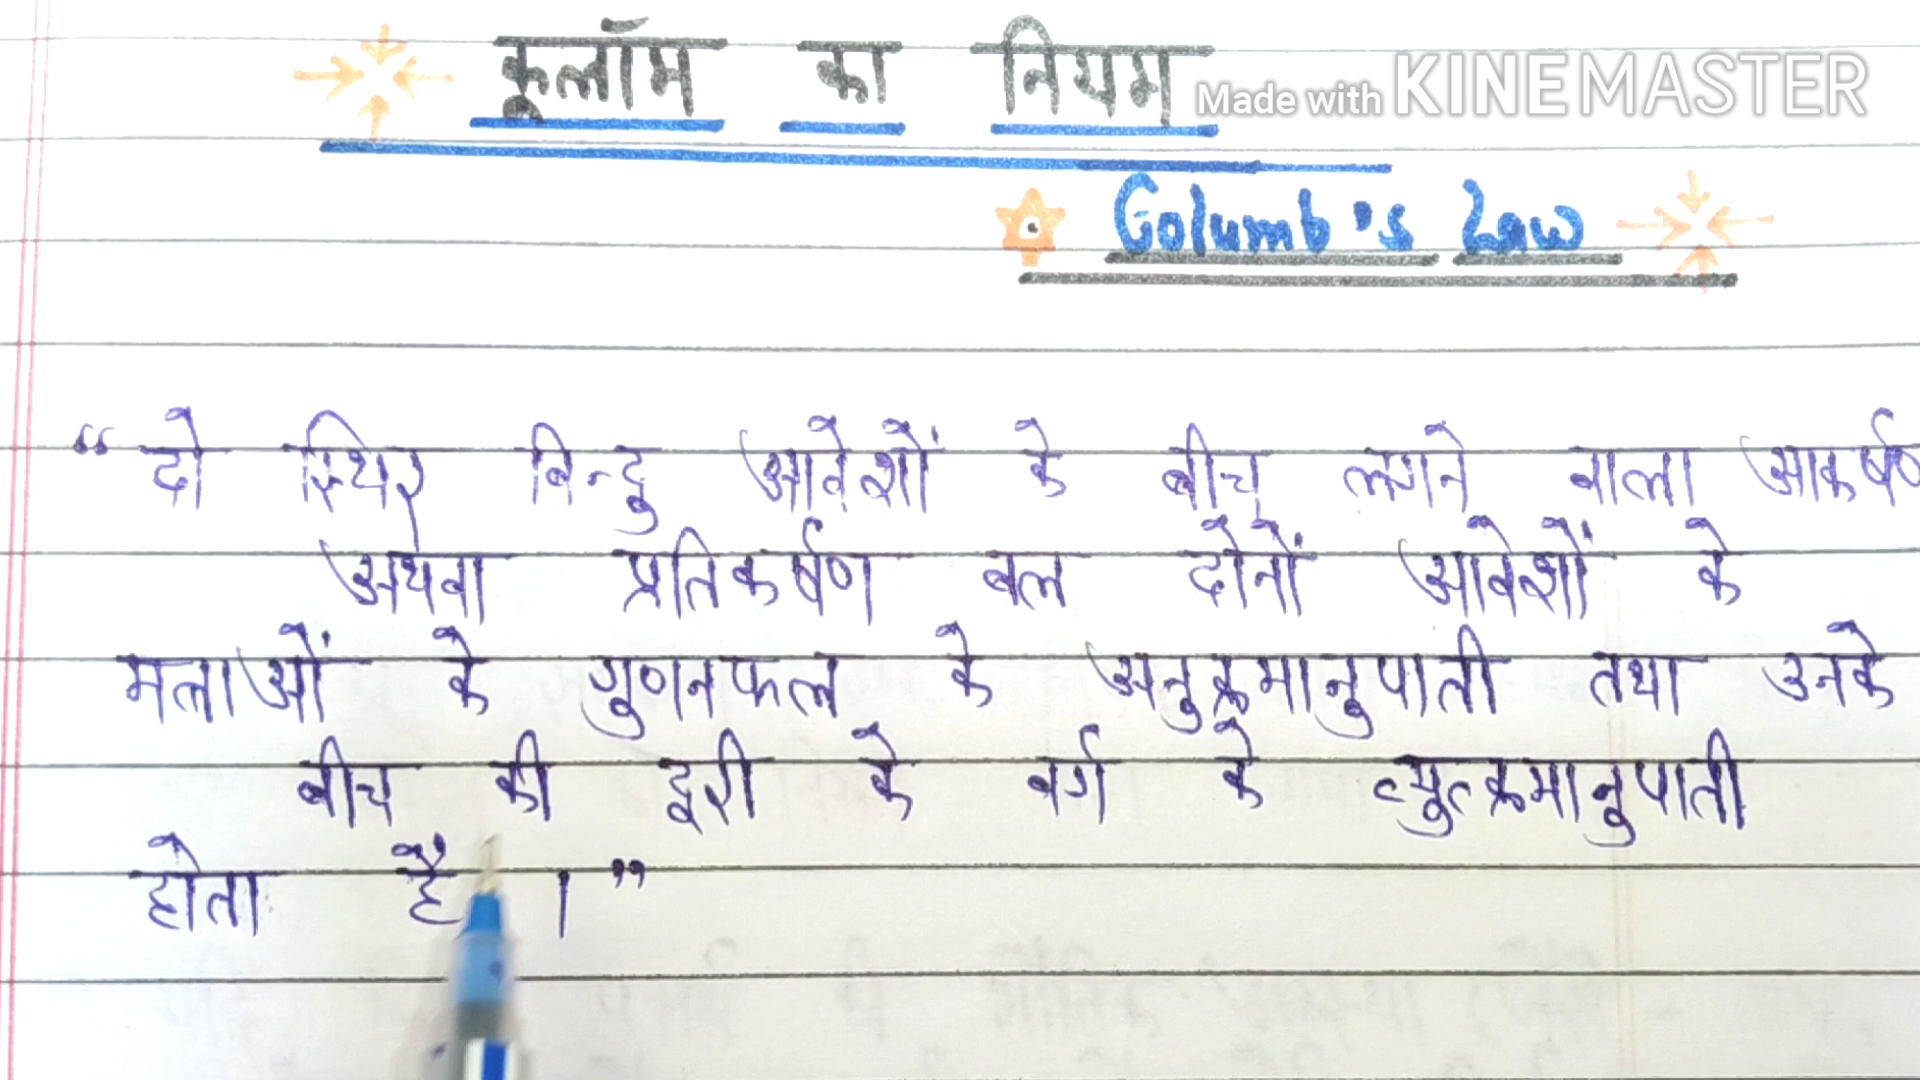 कूलॉम का नियम
Made with KINEMASTER
Columb's Law
“दो स्थिर बिन्दु आवेशों के बीच लगने वाला आकर्षण
अथवा प्रतिकर्षण बल दोनों आवेशों के
मत्राओं के गुणनफल के अनुक्रमानुपाती तथा उनके
बीच की दूरी के वर्ग के व्युत्क्रमानुपाती
होता है ।”